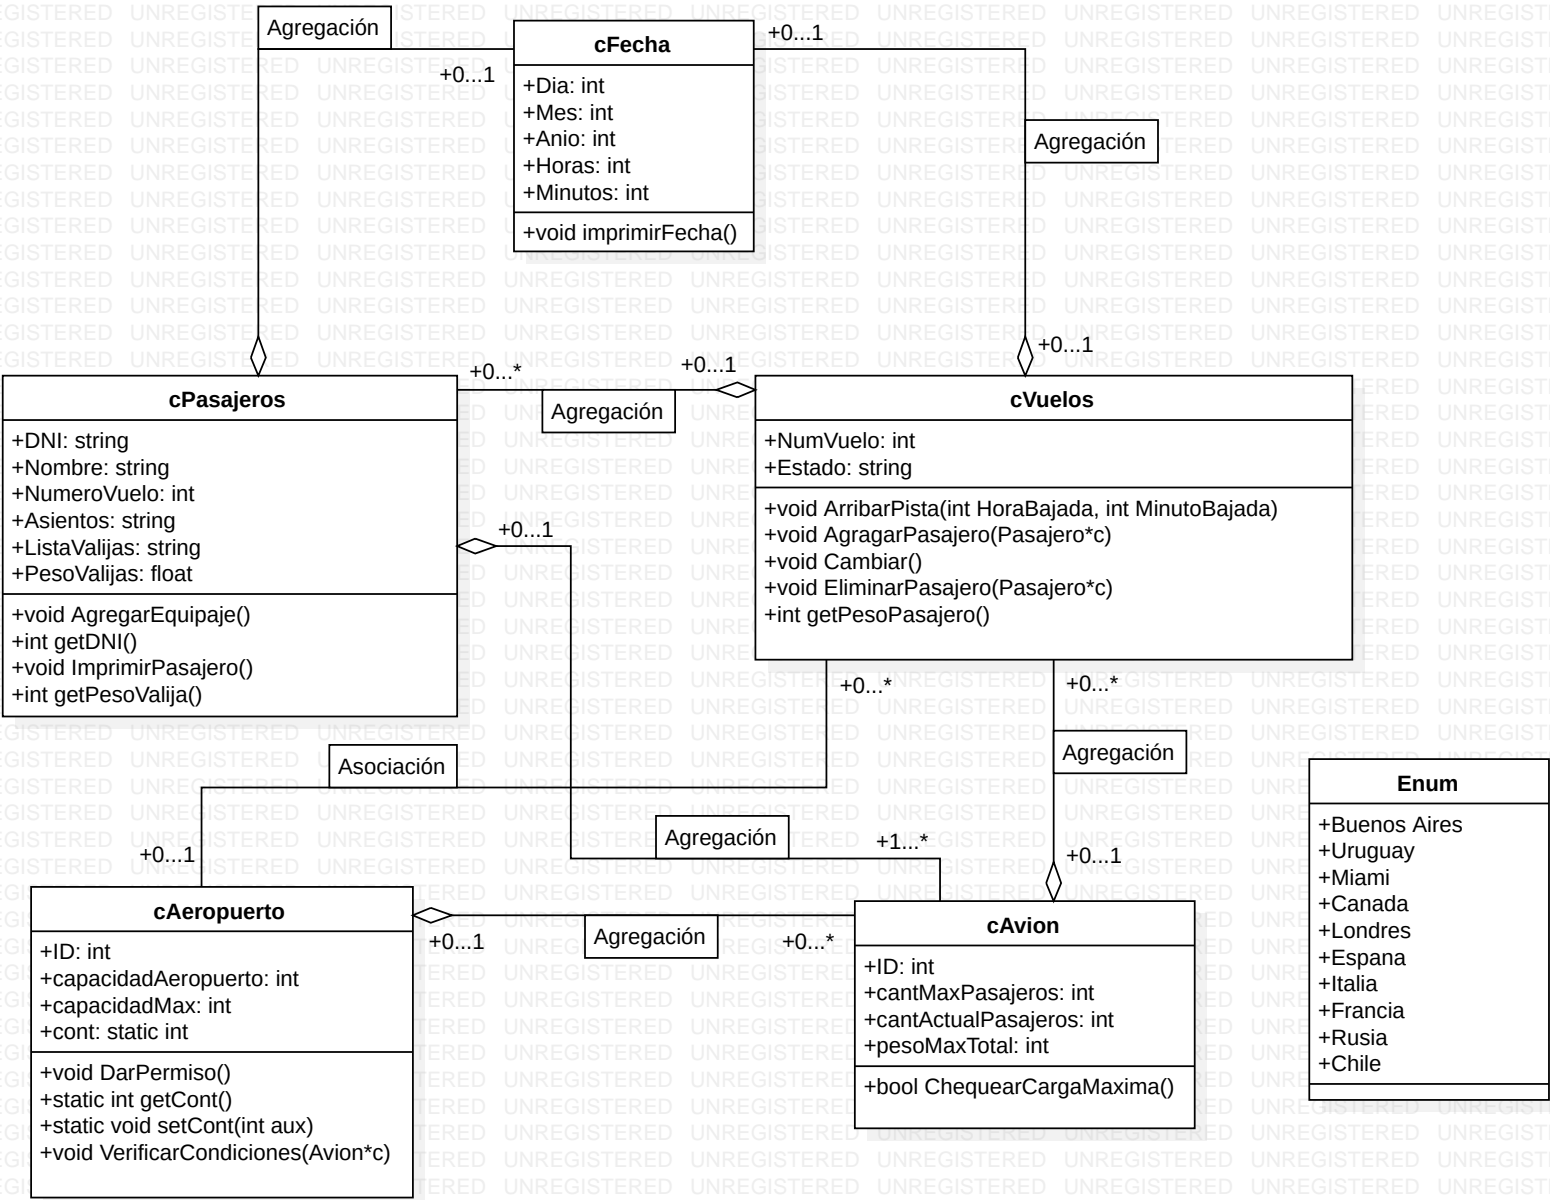 Agregación
+0...1
cFecha
+Dia: int
+Mes: int
+Anio: int
+Horas: int
+Minutos: int
+void imprimirFecha()
+0...1
Agregación
+0...1
cPasajeros
+DNI: string
+Nombre: string
+NumeroVuelo: int
+Asientos: string
+ListaValijas: string
+PesoValijas: float
+void AgregarEquipaje()
+int getDNI()
+void ImprimirPasajero()
+int getPesoValija()
+0...*
+0...1
Agregación
+0...1
cVuelos
+NumVuelo: int
+Estado: string
+void ArribarPista(int HoraBajada, int MinutoBajada)
+void AgragarPasajero(Pasajero*c)
+void Cambiar()
+void EliminarPasajero(Pasajero*c)
+int getPesoPasajero()
+0...*
+0...*
Asociación
Agregación
Agregación
+1...*
+0...1
+0...1
cAeropuerto
+ID: int
+capacidadAeropuerto: int
+capacidadMax: int
+cont: static int
+void DarPermiso()
+static int getCont()
+static void setCont(int aux)
+void VerificarCondiciones(Avion*c)
+0...1
Agregación
+0...*
cAvion
+ID: int
+cantMaxPasajeros: int
+cantActualPasajeros: int
+pesoMaxTotal: int
+bool ChequearCargaMaxima()
Enum
+Buenos Aires
+Uruguay
+Miami
+Canada
+Londres
+Espana
+Italia
+Francia
+Rusia
+Chile
UNREGISTERED